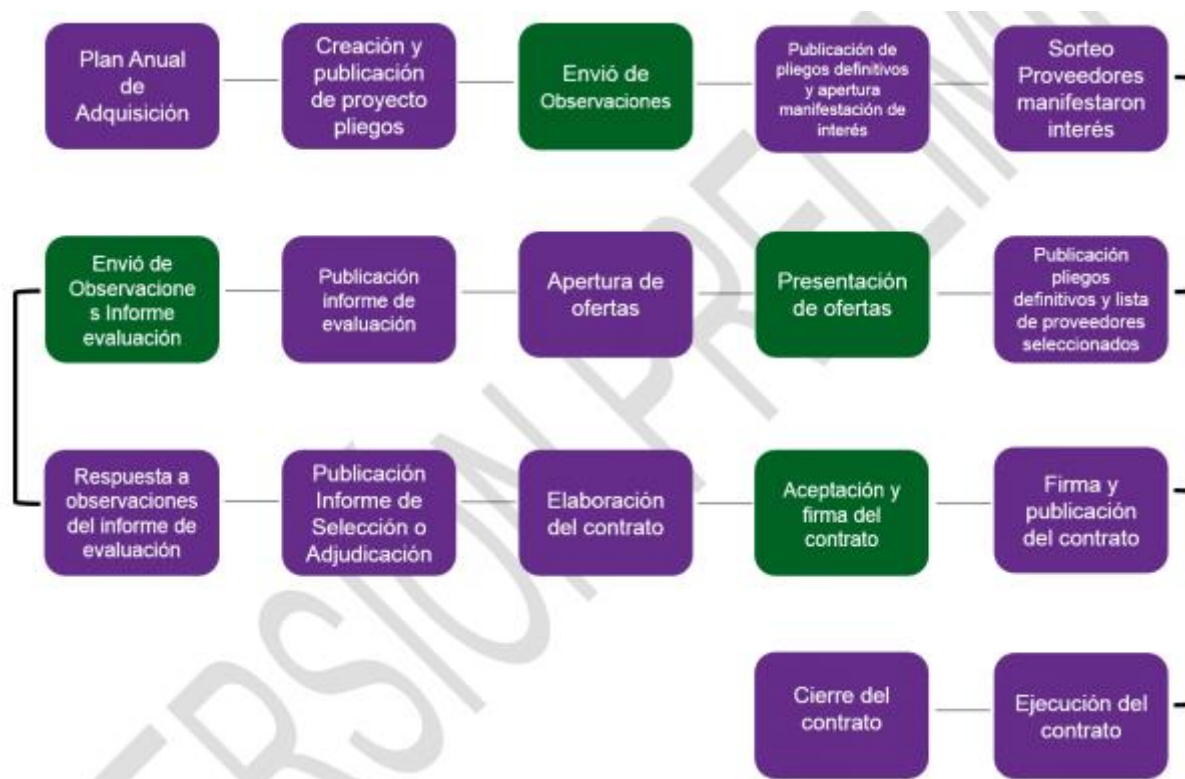 Plan Anual
de
Adquisición
Creación y
publicación
de proyecto
pliegos
Envió de
Observaciones
Publicación de
pliegos definitivos
y apertura
manifestación de
interés
Sorteo
Proveedores
manifestaron
interés
Envió de
Observacione
s Informe
evaluación
Publicación
informe de
evaluación
Apertura de
ofertas
Presentación
de ofertas
Publicación
pliegos
definitivos y lista
de proveedores
seleccionados
Respuesta a
observaciones
del informe de
evaluación
Publicación
Informe de
Selección o
Adjudicación
Elaboración
del contrato
Aceptación y
firma del
contrato
Firma y
publicación
del contrato
Cierre del
contrato
Ejecución del
contrato
ERSIÓN PRELIM